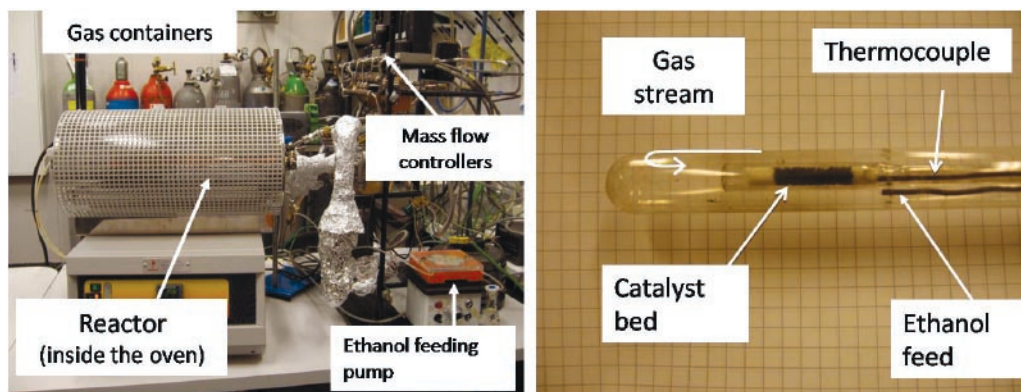 Gas containers
Mass flow
controllers
Reactor
(inside the oven)
Ethanol feeding
pump
Gas
stream
Thermocouple
Catalyst
bed
Ethanol
feed